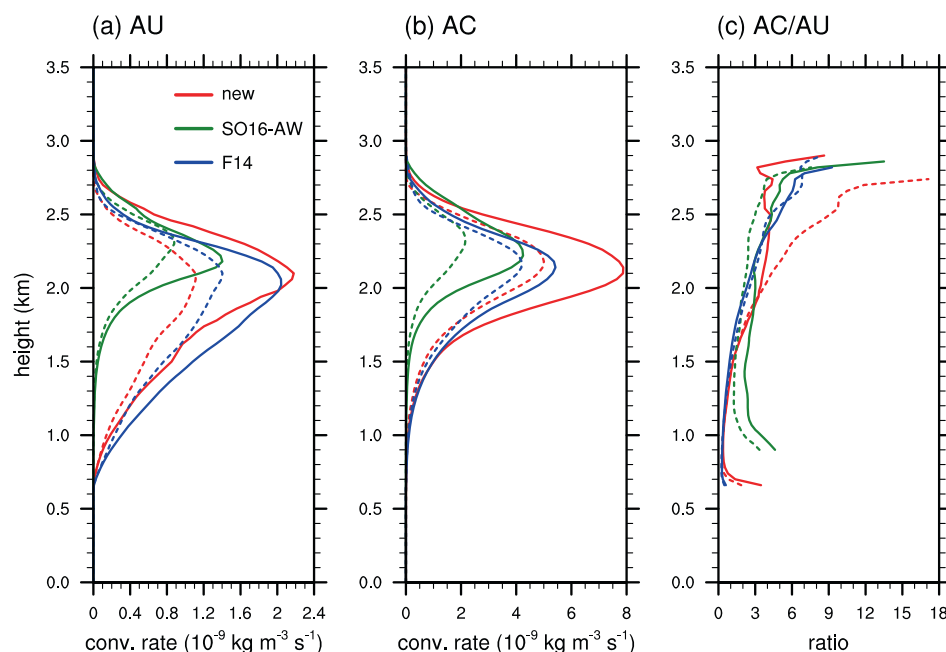 (a) AU
(b) AC
(c) AC/AU
3.5
3.0
2.5
2.0
1.5
1.0
0.5
0.0
height (km)
new
SO16-AW
F14
0 0.4 0.8 1.2 1.6 2.0 2.4
conv. rate (10⁻⁹ kg m⁻³ s⁻¹)
3.5
3.0
2.5
2.0
1.5
1.0
0.5
0.0
0 2 4 6 8
conv. rate (10⁻⁹ kg m⁻³ s⁻¹)
3.5
3.0
2.5
2.0
1.5
1.0
0.5
0.0
0 3 6 9 12 15 18
ratio